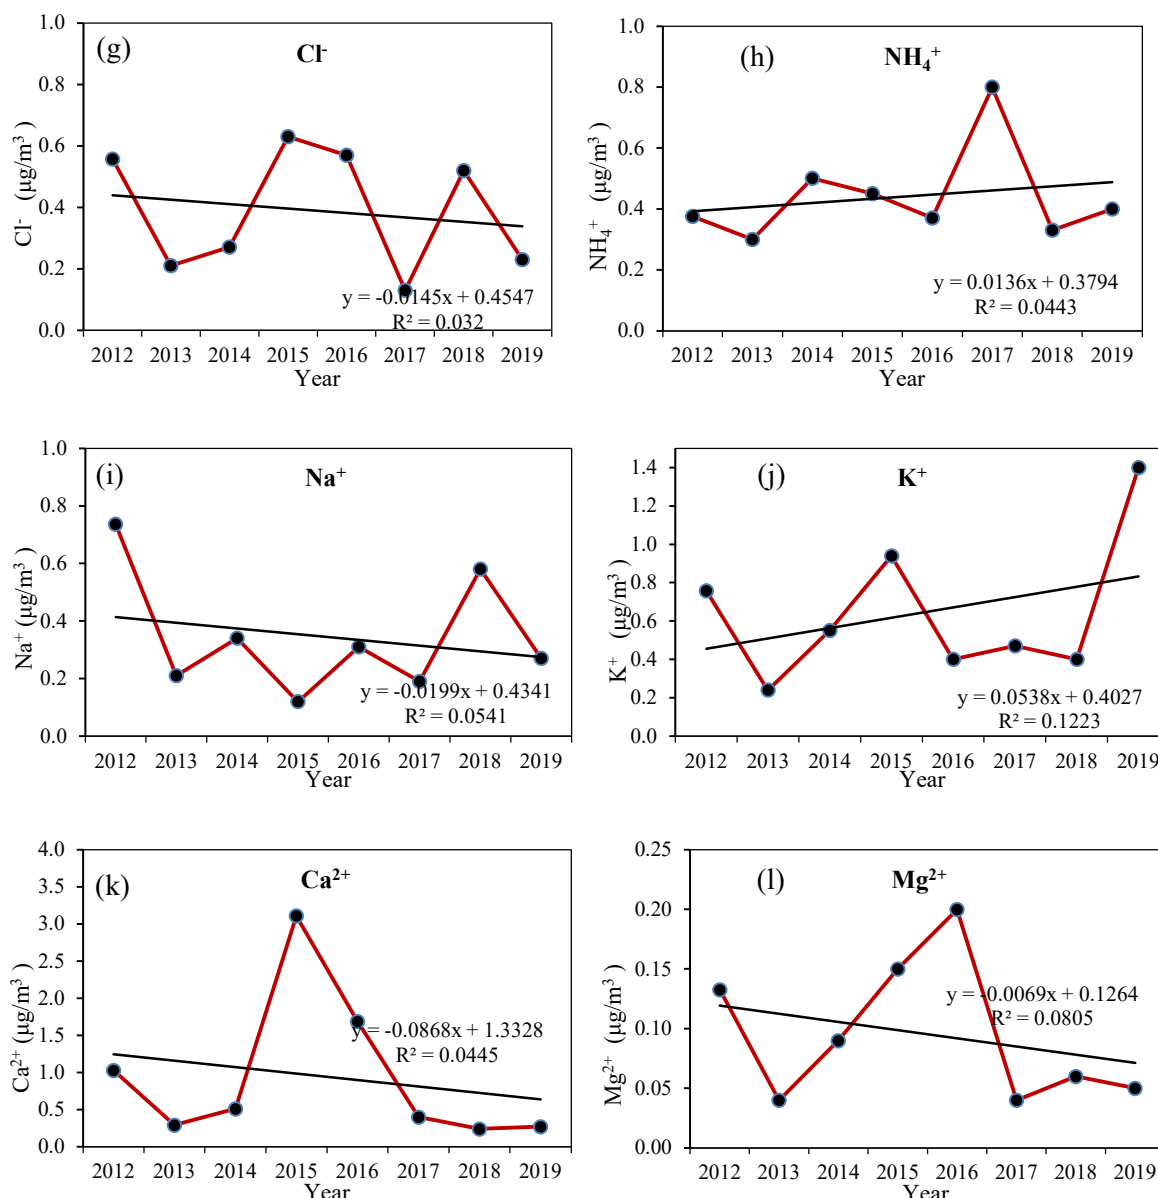 (g)
Cl⁻
Cl⁻ (µg/m³ )
1.0
0.8
0.6
0.4
0.2
0.0
y = -0.0145x + 0.4547
R² = 0.032
2012 2013 2014 2015 2016 2017 2018 2019
Year
(h)
NH₄⁺
NH₄⁺ (µg/m³ )
1.0
0.8
0.6
0.4
0.2
0.0
y = 0.0136x + 0.3794
R² = 0.0443
2012 2013 2014 2015 2016 2017 2018 2019
Year
(i)
Na⁺
Na⁺ (µg/m³ )
1.0
0.8
0.6
0.4
0.2
0.0
y = -0.0199x + 0.4341
R² = 0.0541
2012 2013 2014 2015 2016 2017 2018 2019
Year
(j)
K⁺
K⁺ (µg/m³ )
1.4
1.2
1.0
0.8
0.6
0.4
0.2
0.0
y = 0.0538x + 0.4027
R² = 0.1223
2012 2013 2014 2015 2016 2017 2018 2019
Year
(k)
Ca²⁺
Ca²⁺ (µg/m³ )
4.0
3.5
3.0
2.5
2.0
1.5
1.0
0.5
0.0
y = -0.0868x + 1.3328
R² = 0.0445
2012 2013 2014 2015 2016 2017 2018 2019
Year
(l)
Mg²⁺
Mg²⁺ (µg/m³ )
0.25
0.20
0.15
0.10
0.05
0.00
y = -0.0069x + 0.1264
R² = 0.0805
2012 2013 2014 2015 2016 2017 2018 2019
Year